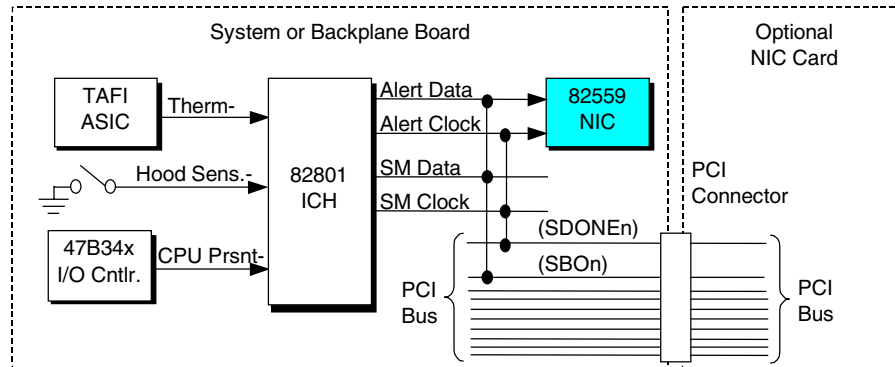 System or Backplane Board
Optional
NIC Card
TAFI
ASIC
Therm-
Alert Data
82559
NIC
Alert Clock
Hood Sens.-
82801
ICH
SM Data
SM Clock
PCI
Connector
47B34x
I/O Cntlr.
CPU Prsnt-
(SDONEn)
(SBOn)
PCI
Bus
PCI
Bus